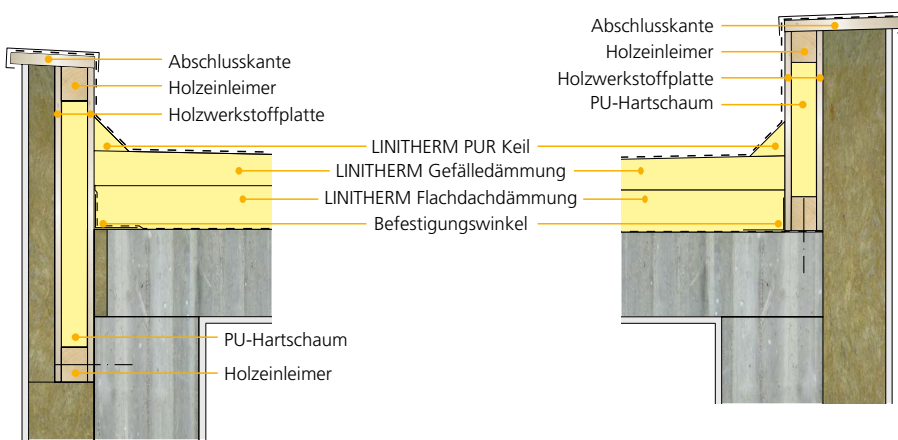 Abschlusskante
Holzeinleimer
Holzwerkstoffplatte
Abschlusskante
Holzeinleimer
Holzwerkstoffplatte
PU-Hartschaum
LINITHERM PUR Keil
LINITHERM Gefälledämmung
LINITHERM Flachdachdämmung
Befestigungswinkel
PU-Hartschaum
Holzeinleimer